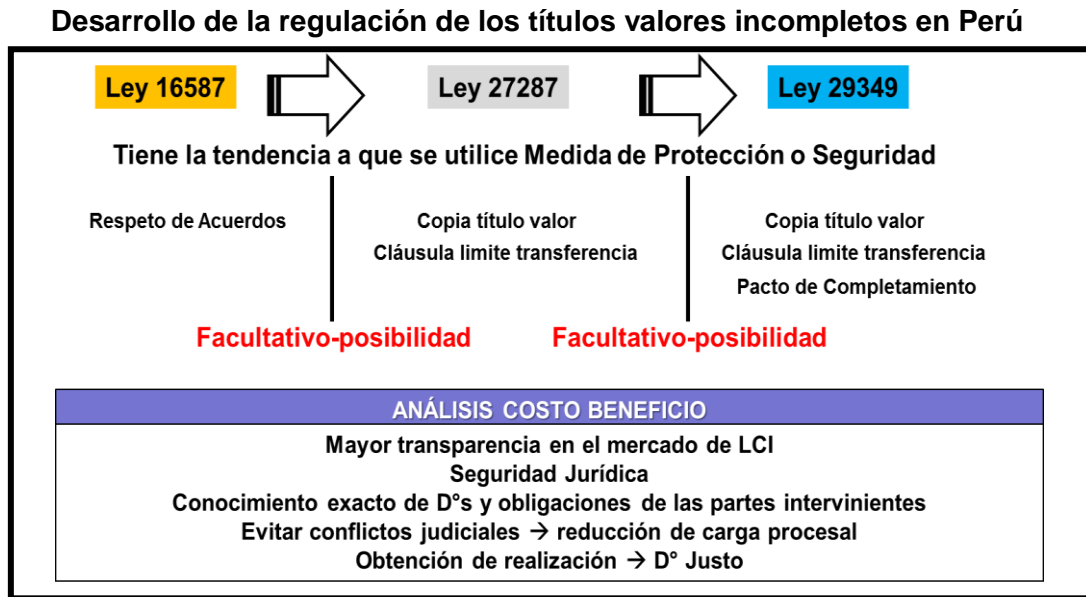 Desarrollo de la regulación de los títulos valores incompletos en Perú
Ley 16587
Ley 27287
Ley 29349
Tiene la tendencia a que se utilice Medida de Protección o Seguridad
Respeto de Acuerdos
Copia título valor
Cláusula limite transferencia
Copia título valor
Cláusula limite transferencia
Pacto de Completamiento
Facultativo-posibilidad
Facultativo-posibilidad
ANÁLISIS COSTO BENEFICIO
Mayor transparencia en el mercado de LCI
Seguridad Jurídica
Conocimiento exacto de D°s y obligaciones de las partes intervinientes
Evitar conflictos judiciales → reducción de carga procesal
Obtención de realización → D° Justo